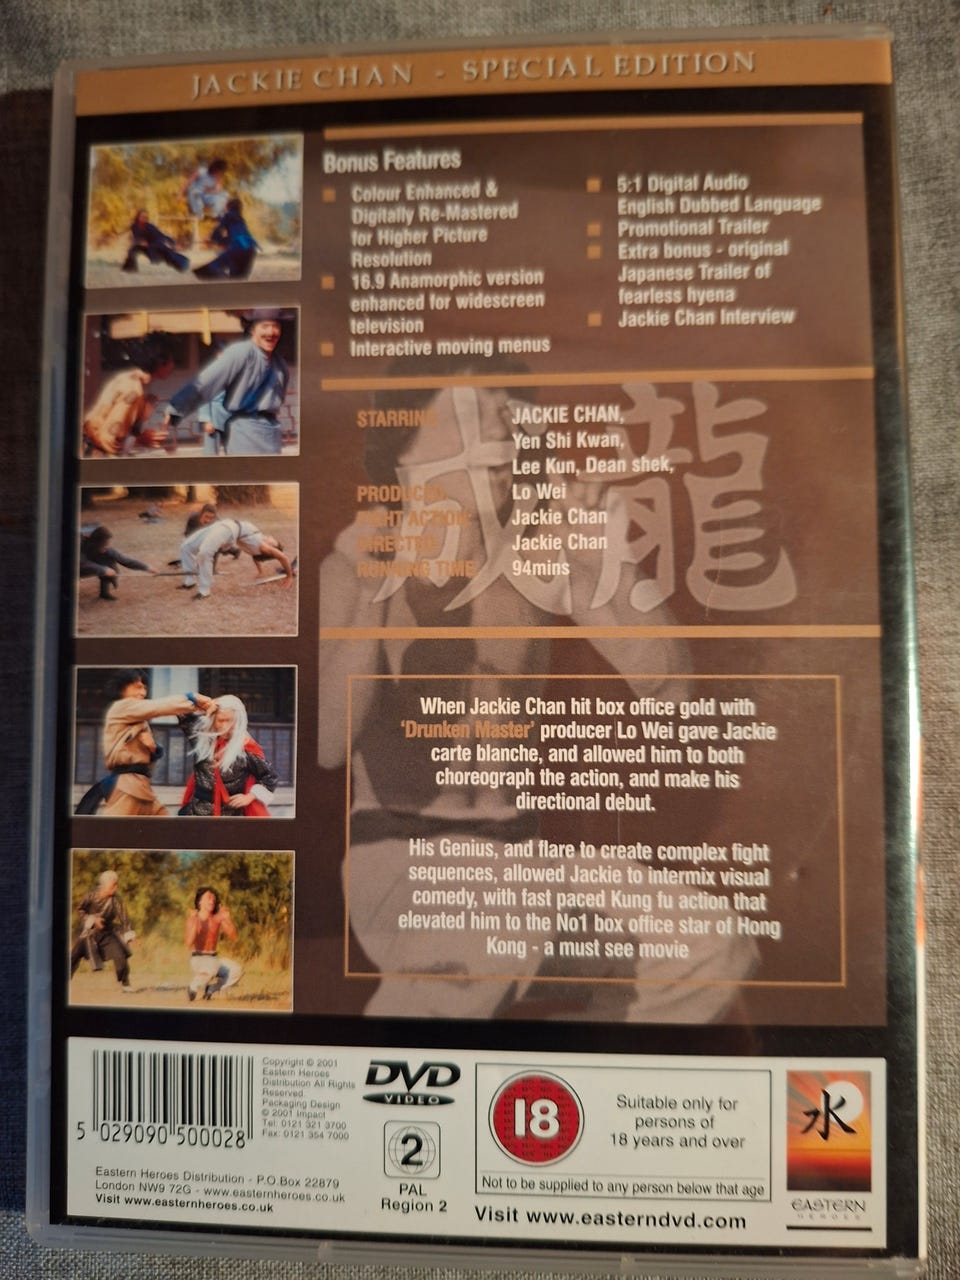 JACKIE CHAN - SPECIAL EDITION
Bonus Features
Colour Enhanced &
Digitally Re-Mastered
for Higher Picture
Resolution
16.9 Anamorphic version
enhanced for widescreen
television
Interactive moving menus
5:1 Digital Audio
English Dubbed Language
Promotional Trailer
Extra bonus - original
Japanese Trailer of
fearless hyena
Jackie Chan Interview
成龍
STARRING JACKIE CHAN,
Yen Shi Kwan,
Lee Kun, Dean shek,
PRODUCER Lo Wei
FIGHT ACTION Jackie Chan
DIRECTOR Jackie Chan
RUNNING TIME 94mins
When Jackie Chan hit box office gold with
'Drunken Master' producer Lo Wei gave Jackie
carte blanche, and allowed him to both
choreograph the action, and make his
directional debut.
His Genius, and flare to create complex fight
sequences, allowed Jackie to intermix visual
comedy, with fast paced Kung fu action that
elevated him to the No1 box office star of Hong
Kong - a must see movie
5 029090 500028
Copyright © 2001
Eastern Heroes
Distribution All Rights
Reserved.
Packaging Design
© 2001 Impact
Tel: 0121 321 3700
Fax: 0121 354 7000
Eastern Heroes Distribution - P.O.Box 22879
London NW9 72G - www.easternheroes.co.uk
Visit www.easternheroes.co.uk
DVD
VIDEO
2
PAL
Region 2
18
Suitable only for
persons of
18 years and over
Not to be supplied to any person below that age
Visit www.easterndvd.com
水
EASTERN
HEROES